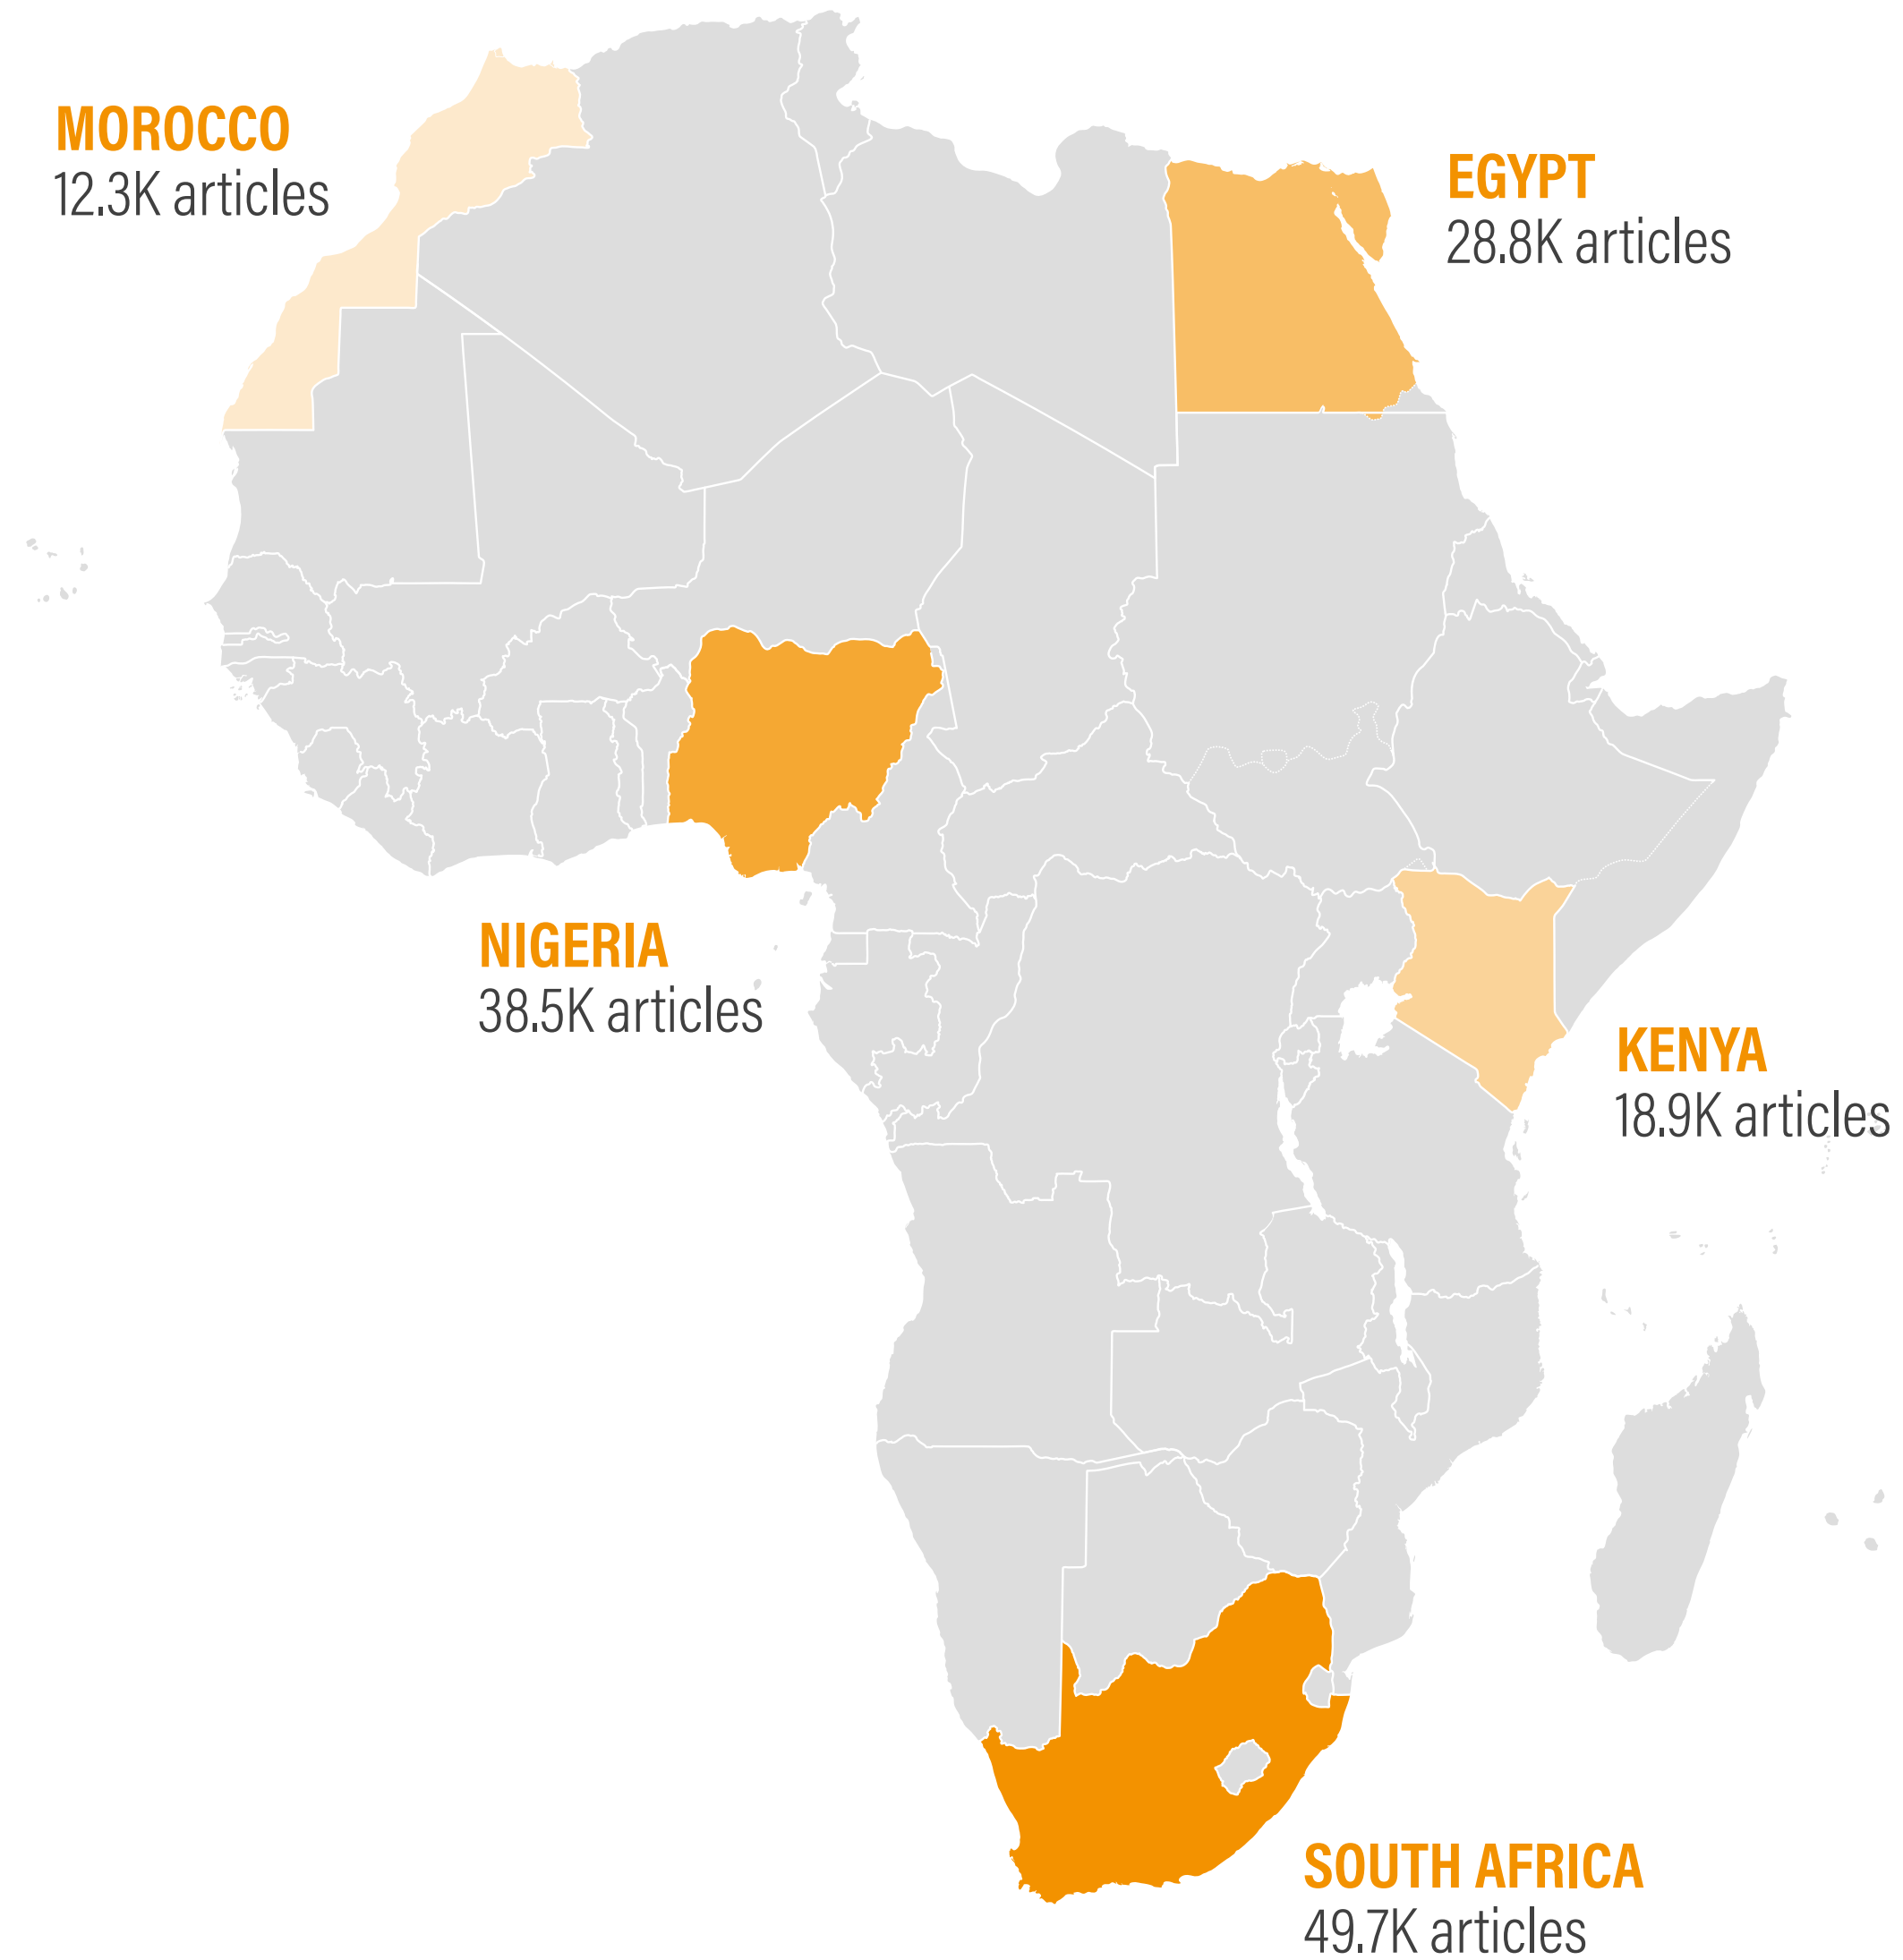 MOROCCO
12.3K articles
EGYPT
28.8K articles
NIGERIA
38.5K articles
KENYA
18.9K articles
SOUTH AFRICA
49.7K articles